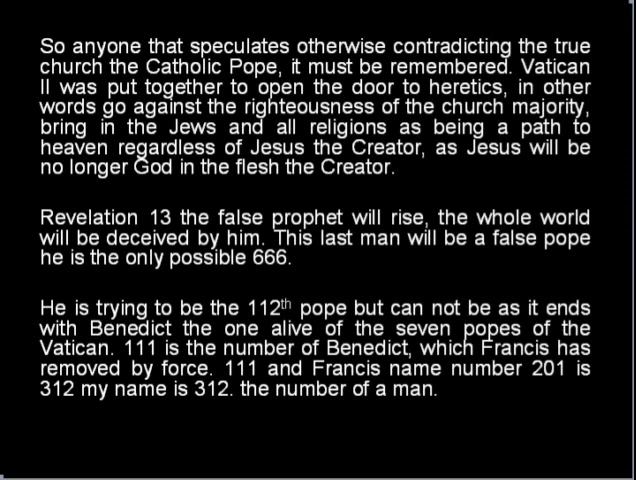 So anyone that speculates otherwise contradicting the true
church the Catholic Pope, it must be remembered. Vatican
II was put together to open the door to heretics, in other
words go against the righteousness of the church majority,
bring in the Jews and all religions as being a path to
heaven regardless of Jesus the Creator, as Jesus will be
no longer God in the flesh the Creator.
Revelation 13 the false prophet will rise, the whole world
will be deceived by him. This last man will be a false pope
he is the only possible 666.
He is trying to be the 112th pope but can not be as it ends
with Benedict the one alive of the seven popes of the
Vatican. 111 is the number of Benedict, which Francis has
removed by force. 111 and Francis name number 201 is
312 my name is 312. the number of a man.